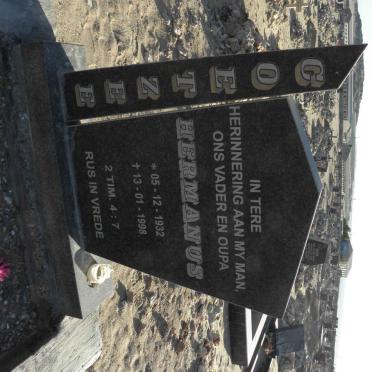 COETZEE
IN TERE
HERINNERING AAN MY MAN,
ONS VADER EN OUPA
HERMANUS
* 05-12-1932
✝ 13-01-1998
2 TIM. 4:7
RUS IN VREDE